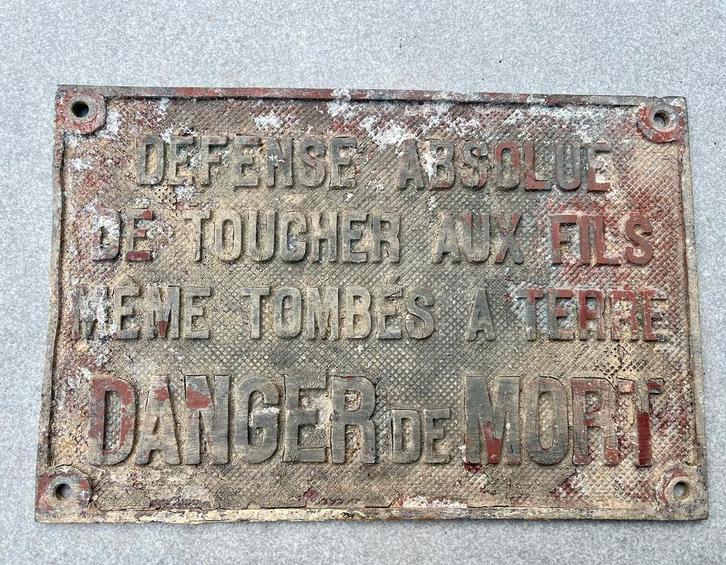 DEFENSE ABSOLUE
DE TOUCHER AUX FILS
MÊME TOMBÉS A TERRE
DANGER DE MORT